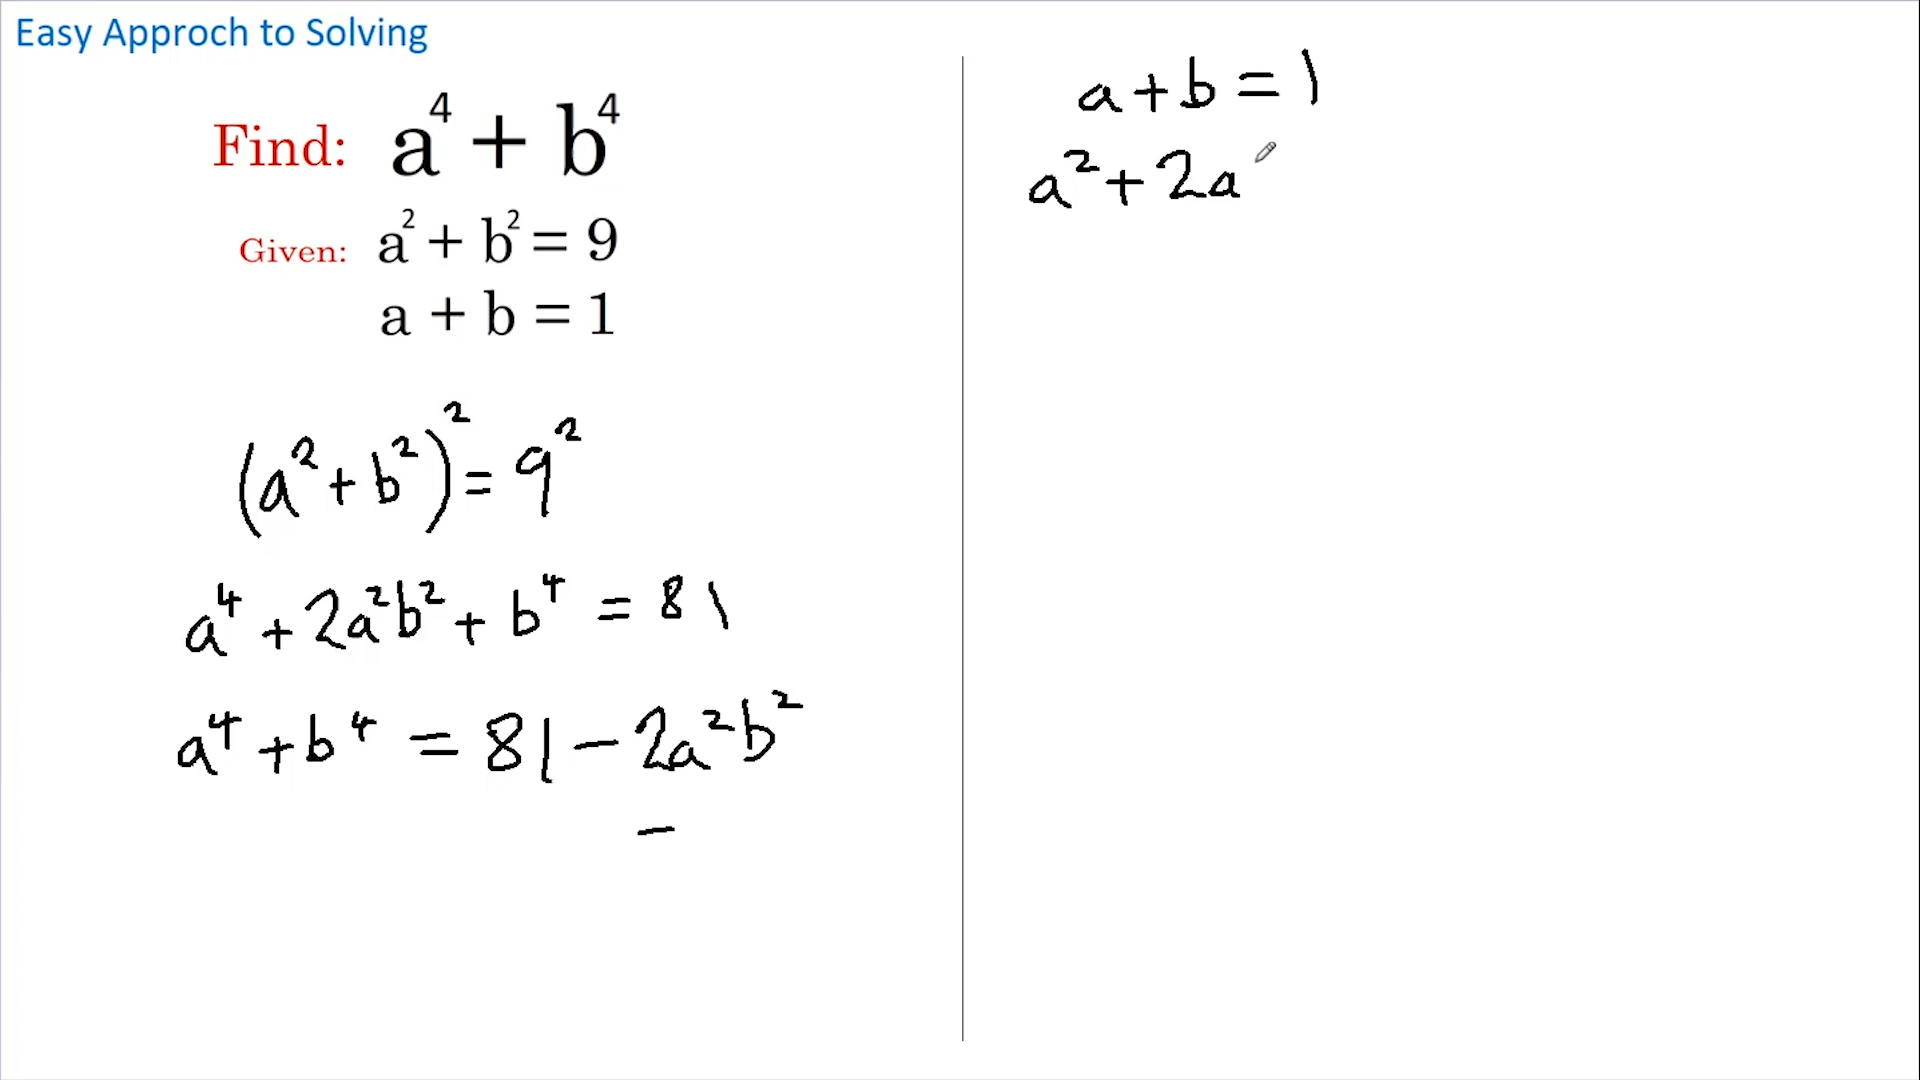 Easy Approch to Solving
Find: a⁴ + b⁴
Given: a² + b² = 9
a + b = 1
(a² + b²)² = 9²
a⁴ + 2a²b² + b⁴ = 81
a⁴ + b⁴ = 81 − 2a²b²
−
a + b = 1
a² + 2a